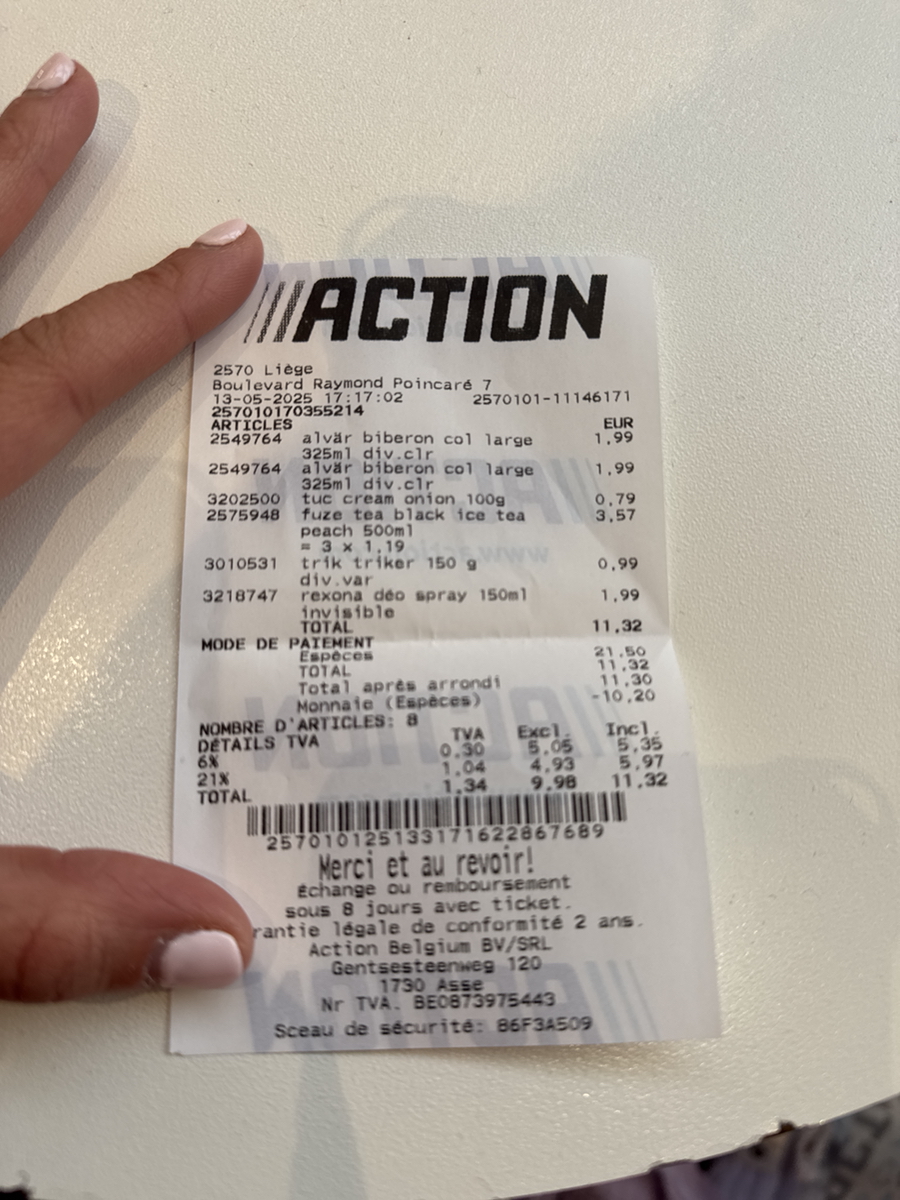 ACTION
2570 Liège
Boulevard Raymond Poincaré 7
13-05-2025 17:17:02 2570101-11146171
257010170355214
ARTICLES EUR
2549764 alvär biberon col large 1,99
325ml div.clr
2549764 alvär biberon col large 1,99
325ml div.clr
3202500 tuc cream onion 100g 0,79
2575948 fuze tea black ice tea 3,57
peach 500ml
= 3 x 1,19
3010531 trik triker 150 g 0,99
div.var
3218747 rexona déo spray 150ml 1,99
invisible
TOTAL 11,32
MODE DE PAIEMENT
Espèces 21,50
TOTAL 11,32
Total après arrondi 11,30
Monnaie (Espèces) -10,20
NOMBRE D'ARTICLES: 8
DÉTAILS TVA TVA Excl. Incl.
6% 0,30 5,05 5,35
21% 1,04 4,93 5,97
TOTAL 1,34 9,98 11,32
257010125133171622867689
Merci et au revoir!
Échange ou remboursement
sous 8 jours avec ticket.
rantie légale de conformité 2 ans.
Action Belgium BV/SRL
Gentsesteenweg 120
1730 Asse
Nr TVA. BE0873975443
Sceau de sécurité: 86F3A509